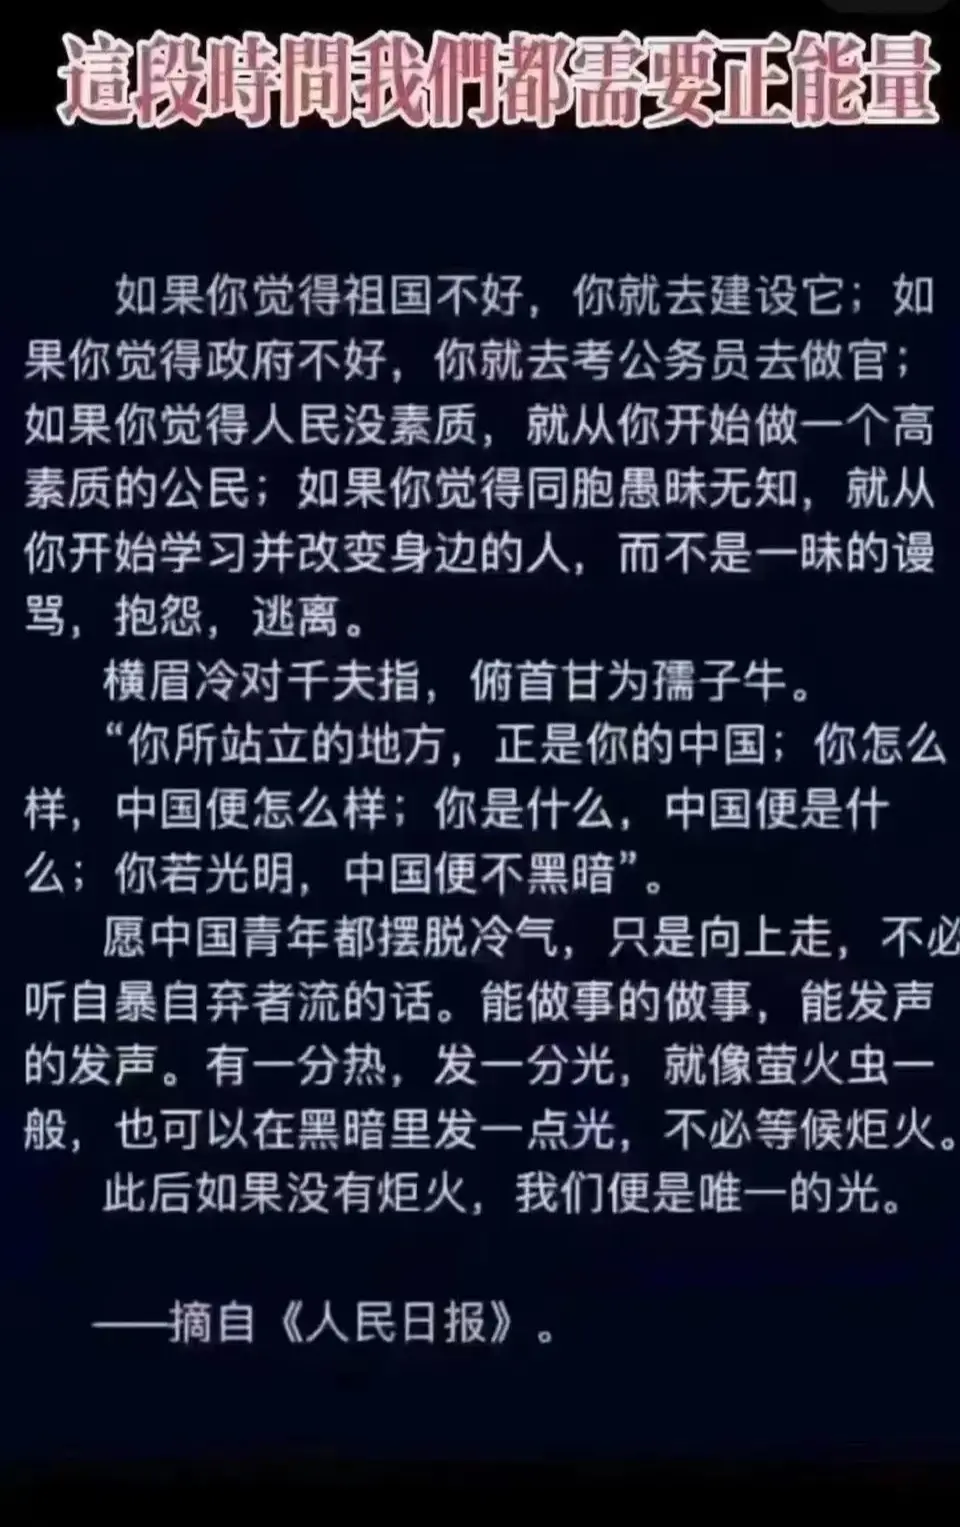 這段時間我們都需要正能量
如果你觉得祖国不好，你就去建设它；如
果你觉得政府不好，你就去考公务员去做官；
如果你觉得人民没素质，就从你开始做一个高
素质的公民；如果你觉得同胞愚昧无知，就从
你开始学习并改变身边的人，而不是一昧的谩
骂，抱怨，逃离。
横眉冷对千夫指，俯首甘为孺子牛。
“你所站立的地方，正是你的中国；你怎么
样，中国便怎么样；你是什么，中国便是什
么；你若光明，中国便不黑暗”。
愿中国青年都摆脱冷气，只是向上走，不必
听自暴自弃者流的话。能做事的做事，能发声
的发声。有一分热，发一分光，就像萤火虫一
般，也可以在黑暗里发一点光，不必等候炬火。
此后如果没有炬火，我们便是唯一的光。
——摘自《人民日报》。